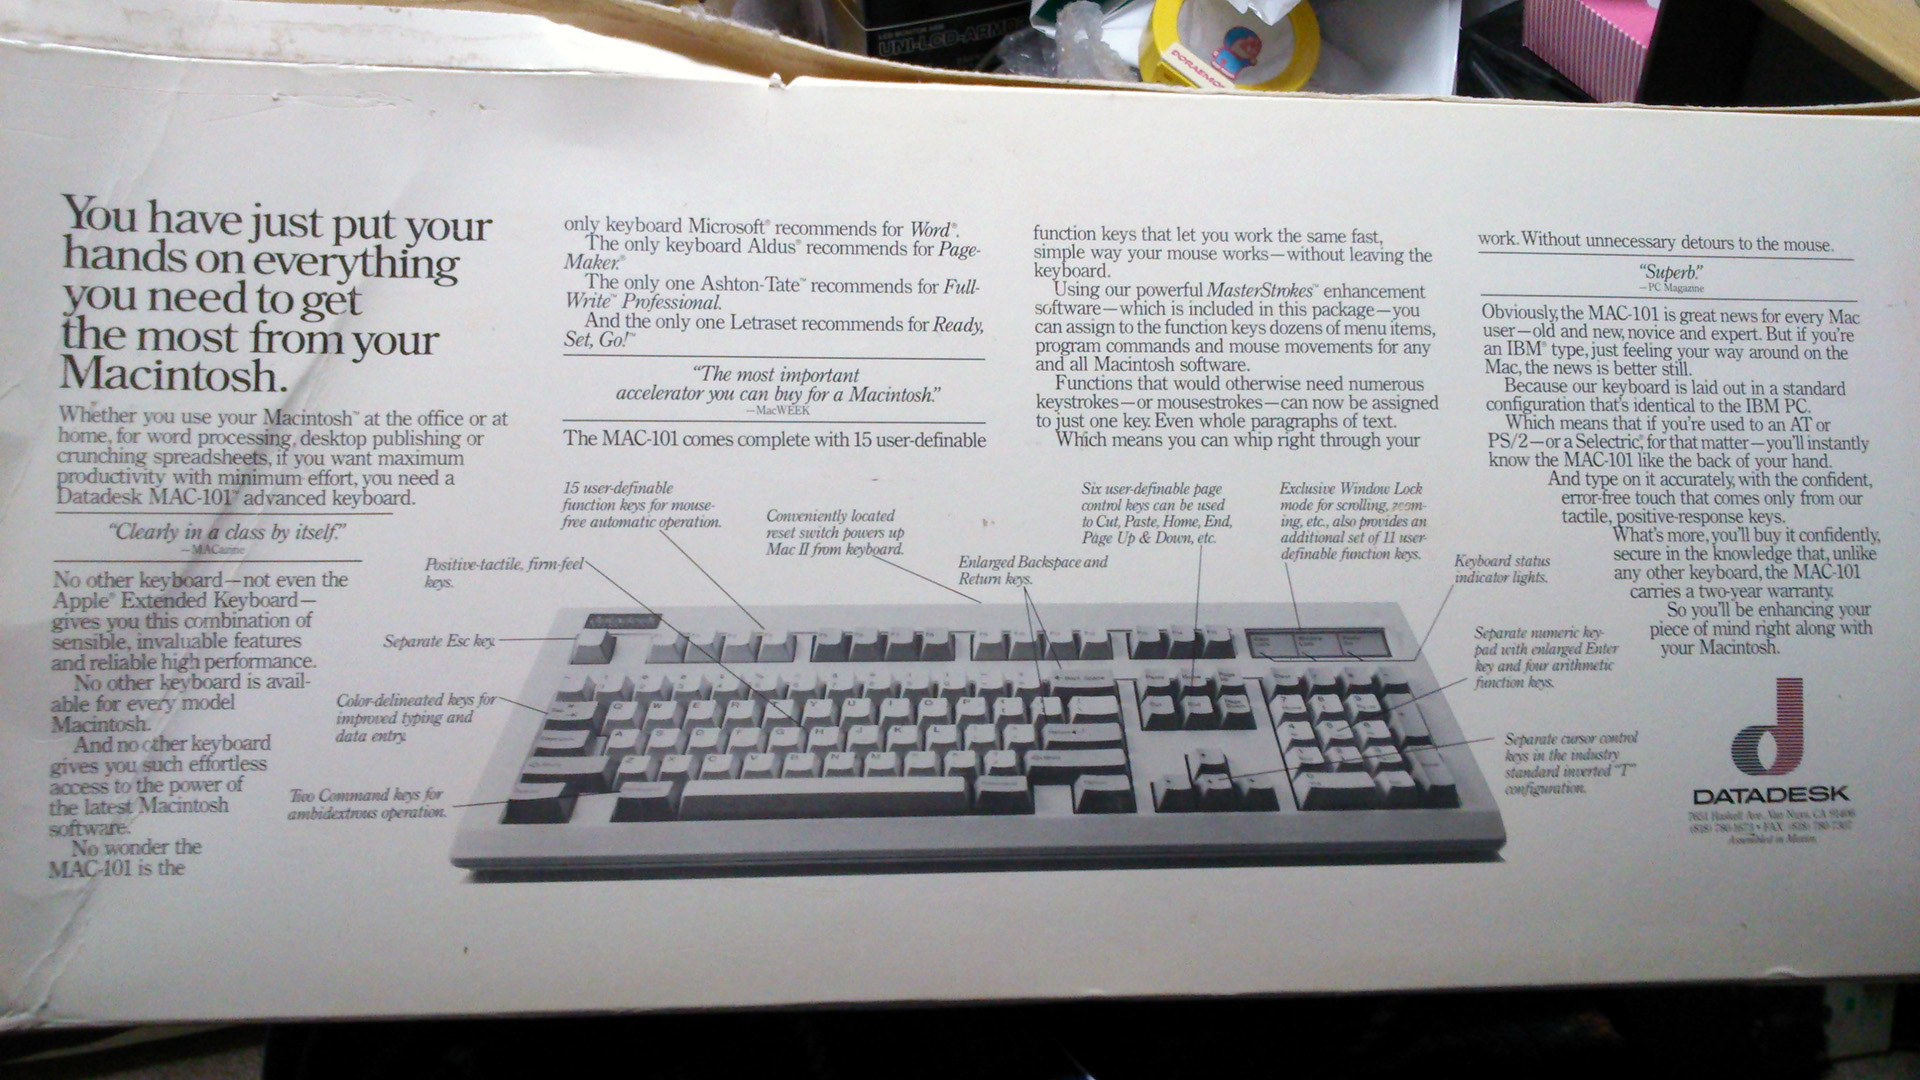 UNI-LCD-ARM
DORAEMO
You have just put your
hands on everything
you need to get
the most from your
Macintosh.
Whether you use your Macintosh™ at the office or at
home, for word processing, desktop publishing or
crunching spreadsheets, if you want maximum
productivity with minimum effort, you need a
Datadesk MAC-101™ advanced keyboard.
“Clearly in a class by itself.”
—MACazine
No other keyboard—not even the
Apple® Extended Keyboard—
gives you this combination of
sensible, invaluable features
and reliable high performance.
No other keyboard is avail-
able for every model
Macintosh.
And no other keyboard
gives you such effortless
access to the power of
the latest Macintosh
software.
No wonder the
MAC-101 is the
only keyboard Microsoft® recommends for Word®.
The only keyboard Aldus® recommends for Page-
Maker.®
The only one Ashton-Tate™ recommends for Full-
Write™ Professional.
And the only one Letraset recommends for Ready,
Set, Go!™
“The most important
accelerator you can buy for a Macintosh.”
—MacWEEK
The MAC-101 comes complete with 15 user-definable
function keys that let you work the same fast,
simple way your mouse works—without leaving the
keyboard.
Using our powerful MasterStrokes™ enhancement
software—which is included in this package—you
can assign to the function keys dozens of menu items,
program commands and mouse movements for any
and all Macintosh software.
Functions that would otherwise need numerous
keystrokes—or mousestrokes—can now be assigned
to just one key. Even whole paragraphs of text.
Which means you can whip right through your
work. Without unnecessary detours to the mouse.
“Superb.”
—PC Magazine
Obviously, the MAC-101 is great news for every Mac
user—old and new, novice and expert. But if you're
an IBM® type, just feeling your way around on the
Mac, the news is better still.
Because our keyboard is laid out in a standard
configuration that's identical to the IBM PC.
Which means that if you're used to an AT or
PS/2—or a Selectric, for that matter—you'll instantly
know the MAC-101 like the back of your hand.
And type on it accurately, with the confident,
error-free touch that comes only from our
tactile, positive-response keys.
What's more, you'll buy it confidently,
secure in the knowledge that, unlike
any other keyboard, the MAC-101
carries a two-year warranty.
So you'll be enhancing your
piece of mind right along with
your Macintosh.
15 user-definable
function keys for mouse-
free automatic operation.
Conveniently located
reset switch powers up
Mac II from keyboard.
Six user-definable page
control keys can be used
to Cut, Paste, Home, End,
Page Up & Down, etc.
Exclusive Window Lock
mode for scrolling, zoom-
ing, etc., also provides an
additional set of 11 user-
definable function keys.
Positive-tactile, firm-feel
keys.
Enlarged Backspace and
Return keys.
Keyboard status
indicator lights.
Separate Esc key.
Separate numeric key-
pad with enlarged Enter
key and four arithmetic
function keys.
Color-delineated keys for
improved typing and
data entry.
Separate cursor control
keys in the industry
standard inverted “T”
configuration.
Two Command keys for
ambidextrous operation.
DATADESK
7651 Haskell Ave., Van Nuys, CA 91406
(818) 780-1673 • FAX (818) 780-7307
Assembled in Mexico